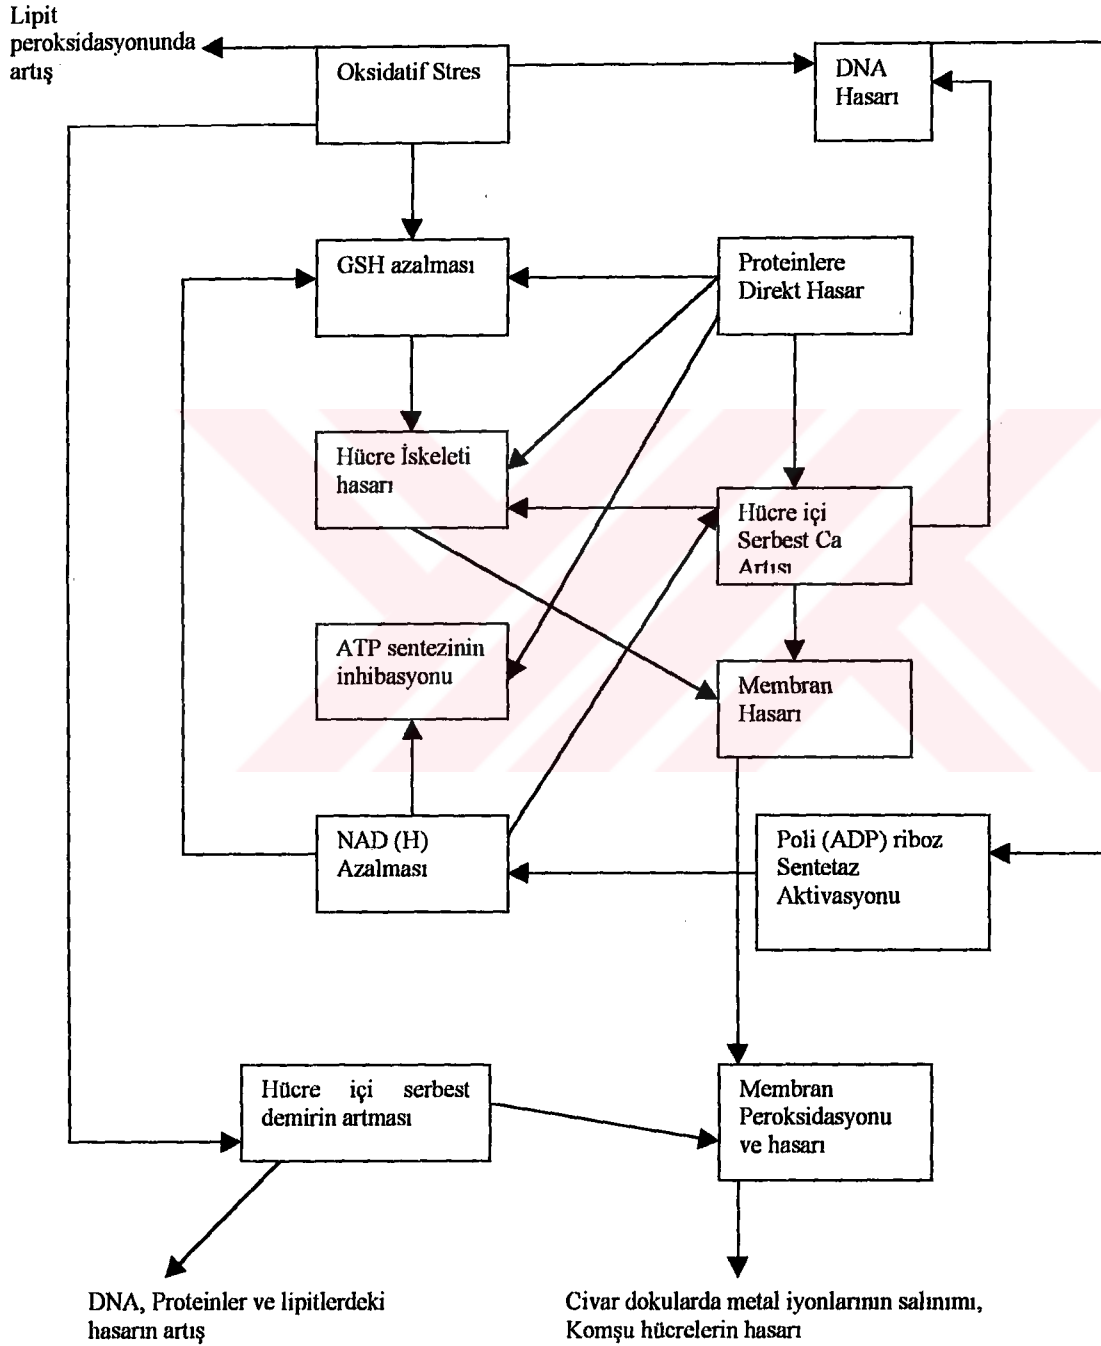 Lipit
peroksidasyonunda
artış
Oksidatif Stres
DNA
Hasarı
GSH azalması
Proteinlere
Direkt Hasar
Hücre İskeleti
hasarı
Hücre içi
Serbest Ca
Artışı
ATP sentezinin
inhibasyonu
Membran
Hasarı
NAD (H)
Azalması
Poli (ADP) riboz
Sentetaz
Aktivasyonu
Hücre içi serbest
demirin artması
Membran
Peroksidasyonu
ve hasarı
DNA, Proteinler ve lipitlerdeki
hasarın artış
Civar dokularda metal iyonlarının salınımı,
Komşu hücrelerin hasarı